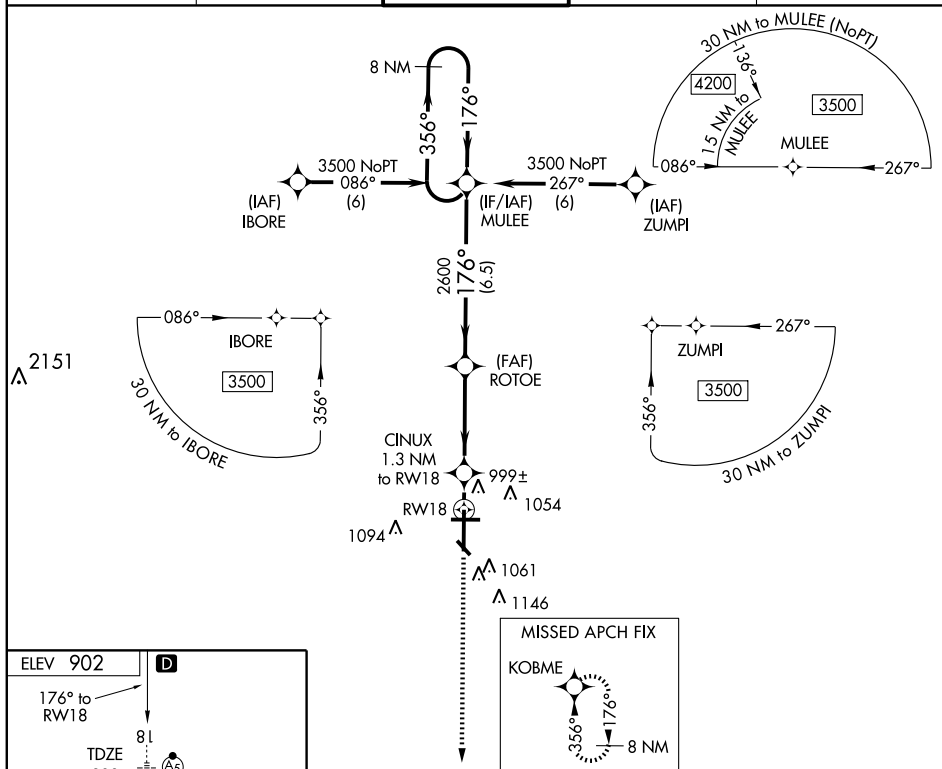 30 NM to MULEE (NoPT)
8 NM
136°
4200
3500
15 NM to
MULEE
MULEE
086°
267°
356°
176°
3500 NoPT
086°
(6)
3500 NoPT
267°
(6)
(IAF)
IBORE
(IF/IAF)
MULEE
(IAF)
ZUMPI
2600
176°
(6.5)
086°
IBORE
3500
356°
30 NM to IBORE
267°
ZUMPI
3500
356°
30 NM to ZUMPI
2151
(FAF)
ROTOE
CINUX
1.3 NM
to RW18
999±
1054
RW18
1094
1061
1146
MISSED APCH FIX
KOBME
356°
176°
8 NM
ELEV 902
D
176° to
RW18
18
TDZE
A5